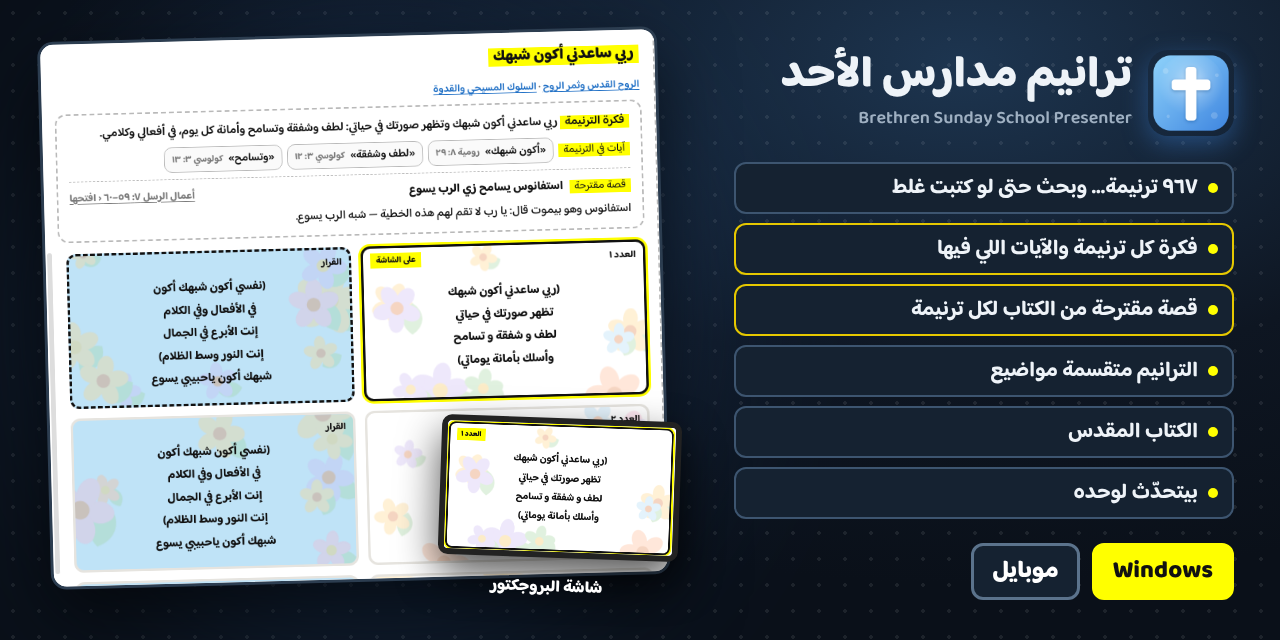 ترانيم مدارس الأحد
Brethren Sunday School Presenter
٩٦٧ ترنيمة... وبحث حتى لو كتبت غلط
فكرة كل ترنيمة والآيات اللي فيها
قصة مقترحة من الكتاب لكل ترنيمة
الترانيم متقسمة مواضيع
الكتاب المقدس
بيتحدّث لوحده
Windows
موبايل
ربي ساعدني أكون شبهك
الروح القدس وثمر الروح · السلوك المسيحي والقدوة
فكرة الترنيمة ربي ساعدني أكون شبهك وتظهر صورتك في حياتي: لطف وشفقة وتسامح وأمانة كل يوم، في أفعالي وكلامي.
آيات في الترنيمة «أكون شبهك» رومية ٨: ٢٩ «لطف وشفقة» كولوسي ٣: ١٢ «وتسامح» كولوسي ٣: ١٣
قصة مقترحة استفانوس يسامح زي الرب يسوع
أعمال الرسل ٧: ٥٩–٦٠ › افتحها
استفانوس وهو بيموت قال: يا رب لا تقم لهم هذه الخطية — شبه الرب يسوع.
العدد ١
على الشاشة
(ربي ساعدني أكون شبهك
تظهر صورتك في حياتي
لطف و شفقة و تسامح
وأسلك بأمانة يوماتي)
القرار
(نفسي أكون شبهك أكون
في الأفعال وفي الكلام
إنت الأبرع في الجمال
إنت النور وسط الظلام)
شبهك أكون ياحبيبي يسوع
العدد ٢
القرار
(نفسي أكون شبهك أكون
في الأفعال وفي الكلام
إنت الأبرع في الجمال
إنت النور وسط الظلام)
شبهك أكون ياحبيبي يسوع
العدد ١
(ربي ساعدني أكون شبهك
تظهر صورتك في حياتي
لطف و شفقة و تسامح
وأسلك بأمانة يوماتي)
شاشة البروجكتور